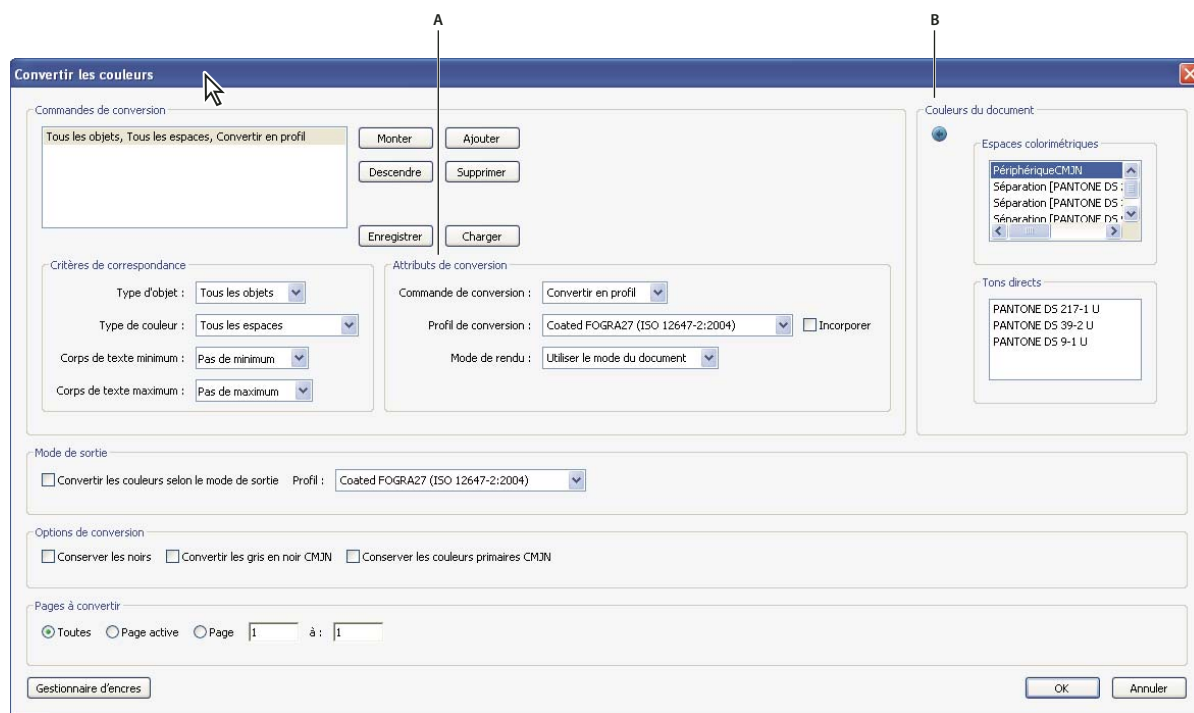 A
B
Convertir les couleurs
Commandes de conversion
Tous les objets, Tous les espaces, Convertir en profil
Monter
Ajouter
Descendre
Supprimer
Enregistrer
Charger
Critères de correspondance
Type d'objet :
Tous les objets
Type de couleur :
Tous les espaces
Corps de texte minimum :
Pas de minimum
Corps de texte maximum :
Pas de maximum
Attributs de conversion
Commande de conversion :
Convertir en profil
Profil de conversion :
Coated FOGRA27 (ISO 12647-2:2004)
Incorporer
Mode de rendu :
Utiliser le mode du document
Couleurs du document
Espaces colorimétriques
PériphériqueCMJN
Séparation [PANTONE DS
Séparation [PANTONE DS
Séparation [PANTONE DS
Tons directs
PANTONE DS 217-1 U
PANTONE DS 39-2 U
PANTONE DS 9-1 U
Mode de sortie
Convertir les couleurs selon le mode de sortie
Profil :
Coated FOGRA27 (ISO 12647-2:2004)
Options de conversion
Conserver les noirs
Convertir les gris en noir CMJN
Conserver les couleurs primaires CMJN
Pages à convertir
Toutes
Page active
Page
1
à :
1
Gestionnaire d'encres
OK
Annuler